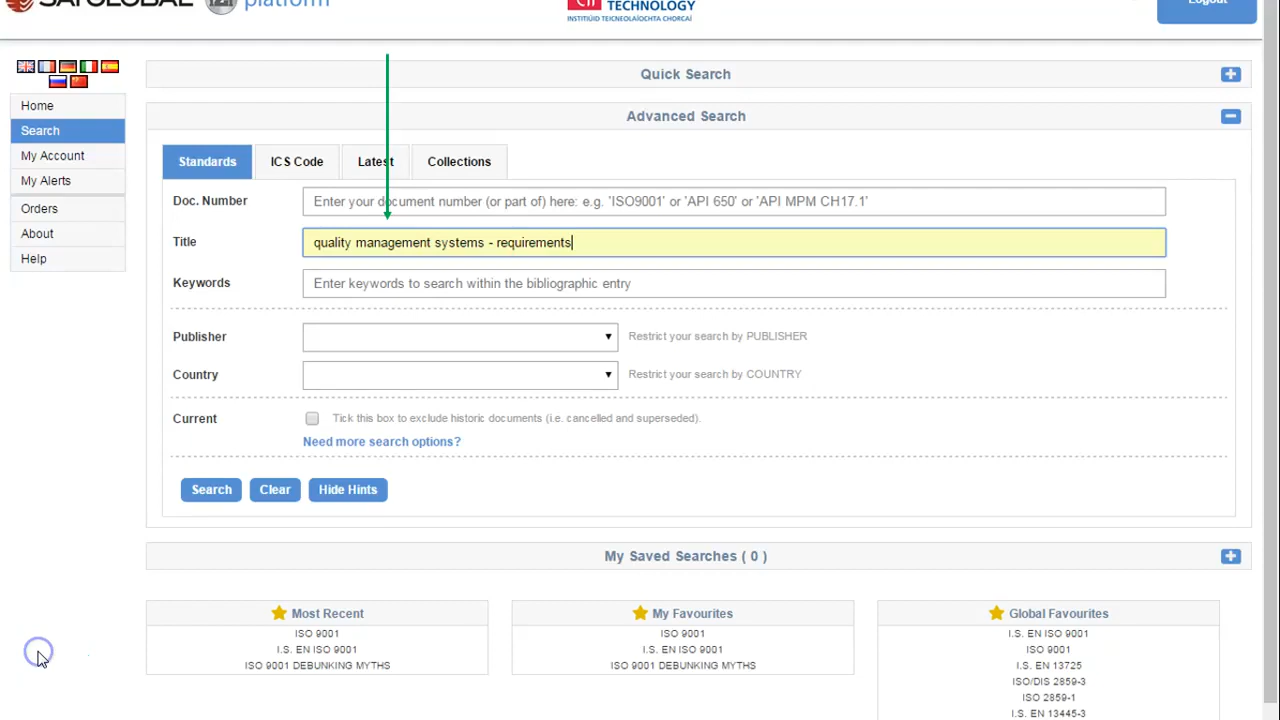 SAI GLOBAL i2i platform
CIT TECHNOLOGY
INSTITIÚID TEICNEOLAÍOCHTA CHORCAÍ
Logout
Home
Search
My Account
My Alerts
Orders
About
Help
Quick Search
Advanced Search
Standards ICS Code Latest Collections
Doc. Number Enter your document number (or part of) here: e.g. 'ISO9001' or 'API 650' or 'API MPM CH17.1'
Title quality management systems - requirements
Keywords Enter keywords to search within the bibliographic entry
Publisher Restrict your search by PUBLISHER
Country Restrict your search by COUNTRY
Current Tick this box to exclude historic documents (i.e. cancelled and superseded).
Need more search options?
Search Clear Hide Hints
My Saved Searches ( 0 )
Most Recent
ISO 9001
I.S. EN ISO 9001
ISO 9001 DEBUNKING MYTHS
My Favourites
ISO 9001
I.S. EN ISO 9001
ISO 9001 DEBUNKING MYTHS
Global Favourites
I.S. EN ISO 9001
ISO 9001
I.S. EN 13725
ISO/DIS 2859-3
ISO 2859-1
I.S. EN 13445-3